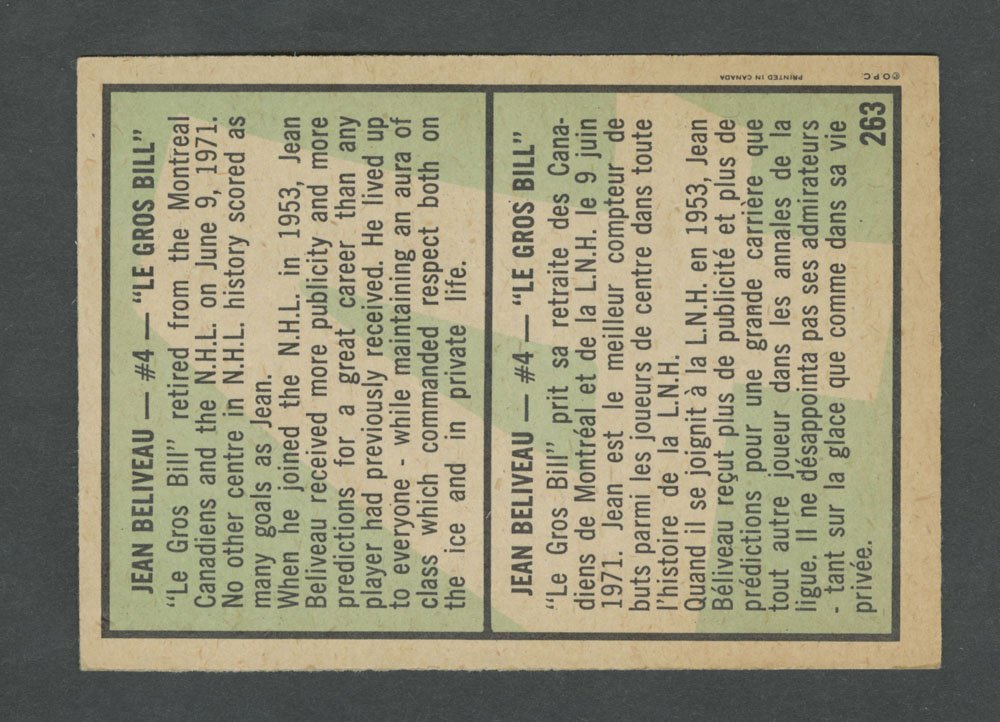 JEAN BELIVEAU — #4 — "LE GROS BILL"
"Le Gros Bill" retired from the Montreal
Canadiens and the N.H.L. on June 9, 1971.
No other centre in N.H.L. history scored as
many goals as Jean.
When he joined the N.H.L. in 1953, Jean
Beliveau received more publicity and more
predictions for a great career than any
player had previously received. He lived up
to everyone - while maintaining an aura of
class which commanded respect both on
the ice and in private life.
JEAN BELIVEAU — #4 — "LE GROS BILL"
"Le Gros Bill" prit sa retraite des Cana-
diens de Montréal et de la L.N.H. le 9 juin
1971. Jean est le meilleur compteur de
buts parmi les joueurs de centre dans toute
l'histoire de la L.N.H.
Quand il se joignit à la L.N.H. en 1953, Jean
Béliveau reçut plus de publicité et plus de
prédictions pour une grande carrière que
tout autre joueur dans les annales de la
ligue. Il ne désappointa pas ses admirateurs
- tant sur la glace que comme dans sa vie
privée.
263
©O.P.C. PRINTED IN CANADA